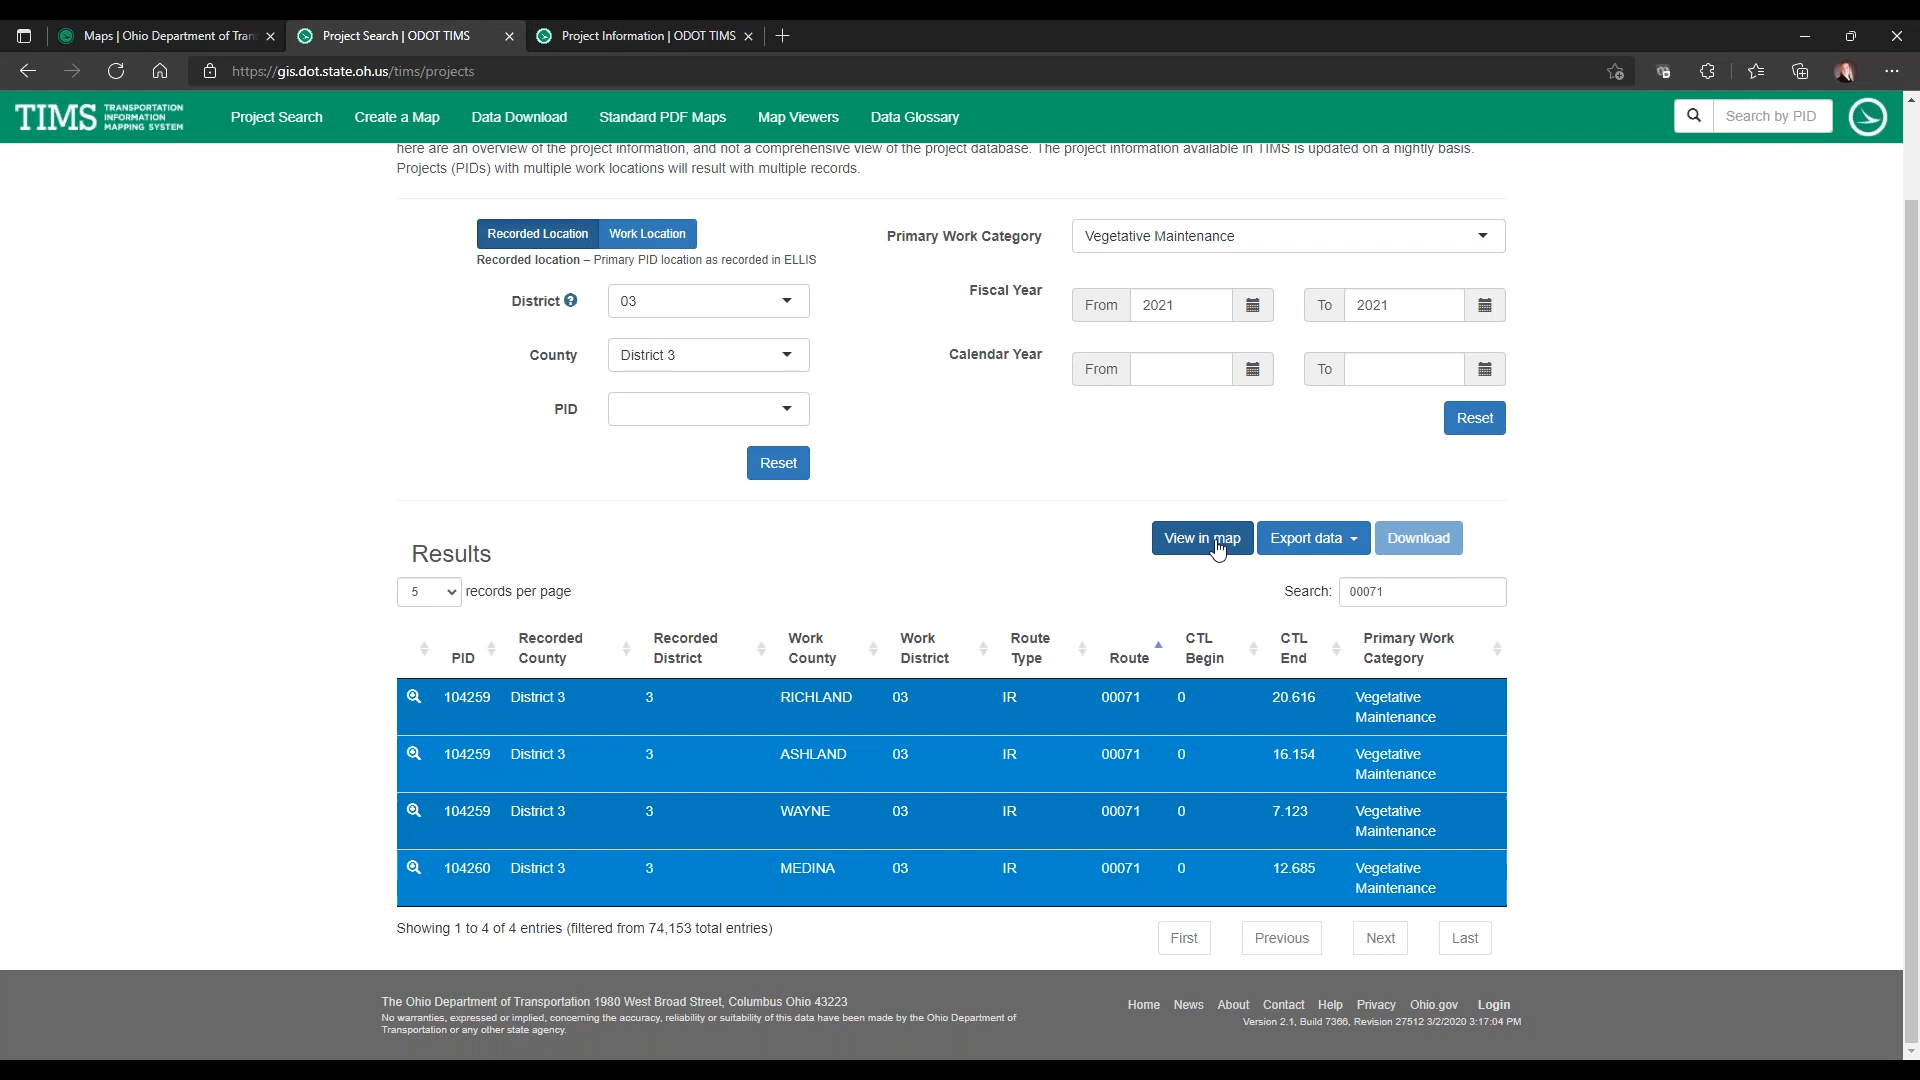 Maps | Ohio Department of Tran
Project Search | ODOT TIMS
Project Information | ODOT TIMS
https://gis.dot.state.oh.us/tims/projects
TIMS TRANSPORTATION INFORMATION MAPPING SYSTEM
Project Search Create a Map Data Download Standard PDF Maps Map Viewers Data Glossary
Search by PID
here are an overview of the project information, and not a comprehensive view of the project database. The project information available in TIMS is updated on a nightly basis.
Projects (PIDs) with multiple work locations will result with multiple records.
Recorded Location Work Location
Recorded location – Primary PID location as recorded in ELLIS
District ? 03
County District 3
PID
Reset
Primary Work Category Vegetative Maintenance
Fiscal Year From 2021 To 2021
Calendar Year From To
Reset
Results
View in map Export data Download
5 records per page
Search: 00071
PID Recorded County Recorded District Work County Work District Route Type Route CTL Begin CTL End Primary Work Category
104259 District 3 3 RICHLAND 03 IR 00071 0 20.616 Vegetative Maintenance
104259 District 3 3 ASHLAND 03 IR 00071 0 16.154 Vegetative Maintenance
104259 District 3 3 WAYNE 03 IR 00071 0 7.123 Vegetative Maintenance
104260 District 3 3 MEDINA 03 IR 00071 0 12.685 Vegetative Maintenance
Showing 1 to 4 of 4 entries (filtered from 74,153 total entries)
First Previous Next Last
The Ohio Department of Transportation 1980 West Broad Street, Columbus Ohio 43223
No warranties, expressed or implied, concerning the accuracy, reliability or suitability of this data have been made by the Ohio Department of
Transportation or any other state agency.
Home News About Contact Help Privacy Ohio.gov Login
Version 2.1, Build 7366, Revision 27512 3/2/2020 3:17:04 PM